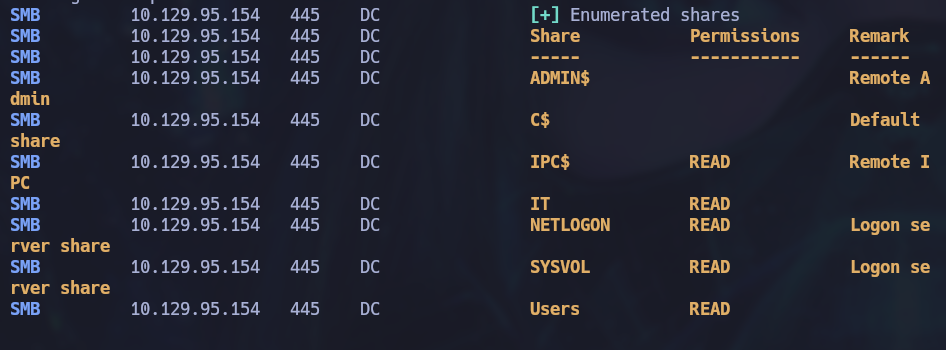 SMB 10.129.95.154 445 DC [+] Enumerated shares
SMB 10.129.95.154 445 DC Share Permissions Remark
SMB 10.129.95.154 445 DC ----- ----------- ------
SMB 10.129.95.154 445 DC ADMIN$ Remote A
dmin
SMB 10.129.95.154 445 DC C$ Default
share
SMB 10.129.95.154 445 DC IPC$ READ Remote I
PC
SMB 10.129.95.154 445 DC IT READ
SMB 10.129.95.154 445 DC NETLOGON READ Logon se
rver share
SMB 10.129.95.154 445 DC SYSVOL READ Logon se
rver share
SMB 10.129.95.154 445 DC Users READ